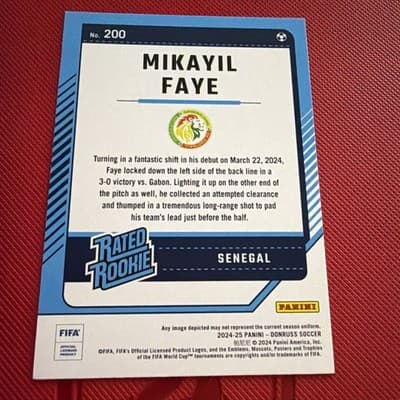 No. 200
MIKAYIL
FAYE
Turning in a fantastic shift in his debut on March 22, 2024,
Faye locked down the left side of the back line in a
3-0 victory vs. Gabon. Lighting it up on the other end of
the pitch as well, he collected an attempted clearance
and thumped in a tremendous long-range shot to pad
his team's lead just before the half.
RATED
ROOKIE
SENEGAL
PANINI
FIFA
OFFICIAL
LICENSED
PRODUCT
Any image depicted may not represent the current season uniform.
2024-25 PANINI - DONRUSS SOCCER
© 2024 Panini America, Inc.
©FIFA, FIFA's Official Licensed Product Logos, and the Emblems, Mascots, Posters and Trophies
of the FIFA World Cup™ tournaments are copyrights and/or trademarks of FIFA.